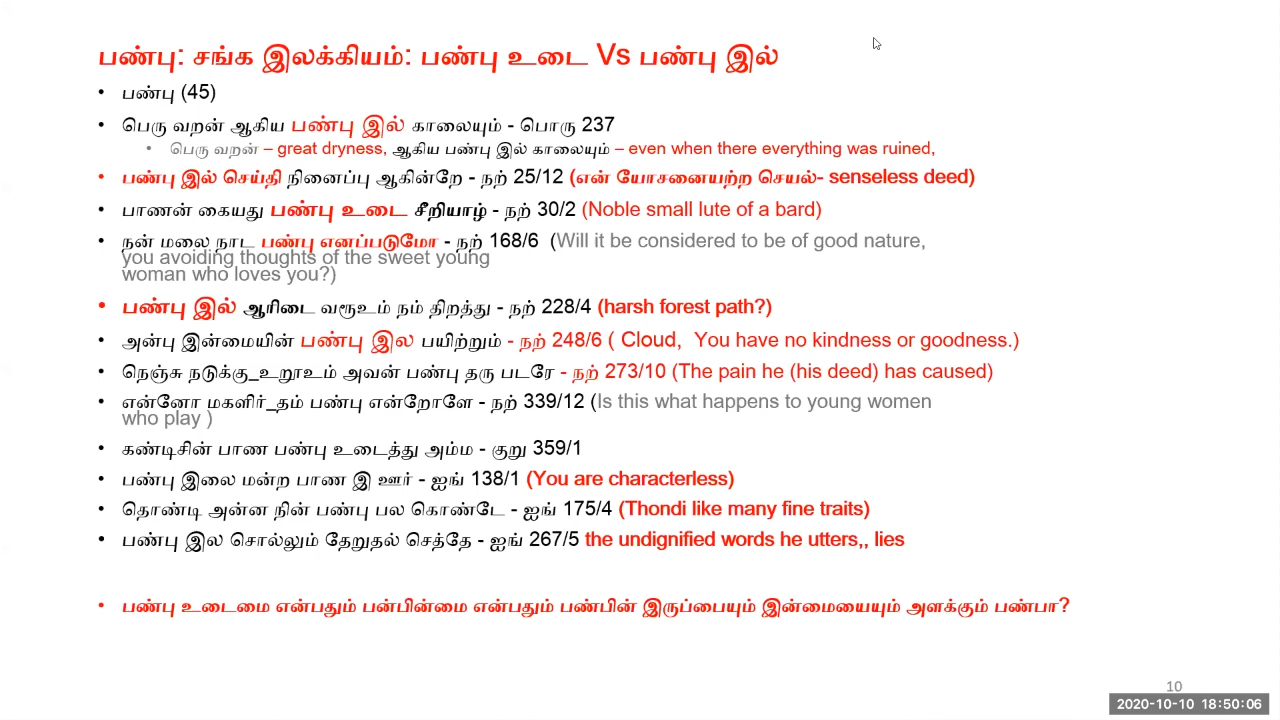 பண்பு: சங்க இலக்கியம்: பண்பு உடை Vs பண்பு இல்
• பண்பு (45)
• பெரு வறன் ஆகிய பண்பு இல் காலையும் - பொரு 237
• பெரு வறன் – great dryness, ஆகிய பண்பு இல் காலையும் – even when there everything was ruined,
• பண்பு இல் செய்தி நினைப்பு ஆகின்றே - நற் 25/12 (என் யோசனையற்ற செயல்- senseless deed)
• பாணன் கையது பண்பு உடை சீறியாழ் - நற் 30/2 (Noble small lute of a bard)
• நன் மலை நாட பண்பு எனப்படுமோ - நற் 168/6 (Will it be considered to be of good nature,
you avoiding thoughts of the sweet young
woman who loves you?)
• பண்பு இல் ஆரிடை வரூஉம் நம் திறத்து - நற் 228/4 (harsh forest path?)
• அன்பு இன்மையின் பண்பு இல பயிற்றும் - நற் 248/6 ( Cloud, You have no kindness or goodness.)
• நெஞ்சு நடுக்கு_உறூஉம் அவன் பண்பு தரு படரே - நற் 273/10 (The pain he (his deed) has caused)
• என்னோ மகளிர்_தம் பண்பு என்றோளே - நற் 339/12 (Is this what happens to young women
who play )
• கண்டிசின் பாண பண்பு உடைத்து அம்ம - குறு 359/1
• பண்பு இலை மன்ற பாண இ ஊர் - ஐங் 138/1 (You are characterless)
• தொண்டி அன்ன நின் பண்பு பல கொண்டே - ஐங் 175/4 (Thondi like many fine traits)
• பண்பு இல சொல்லும் தேறுதல் செத்தே - ஐங் 267/5 the undignified words he utters,, lies
• பண்பு உடைமை என்பதும் பன்பின்மை என்பதும் பண்பின் இருப்பையும் இன்மையையும் அளக்கும் பண்பா?
10
2020-10-10 18:50:06